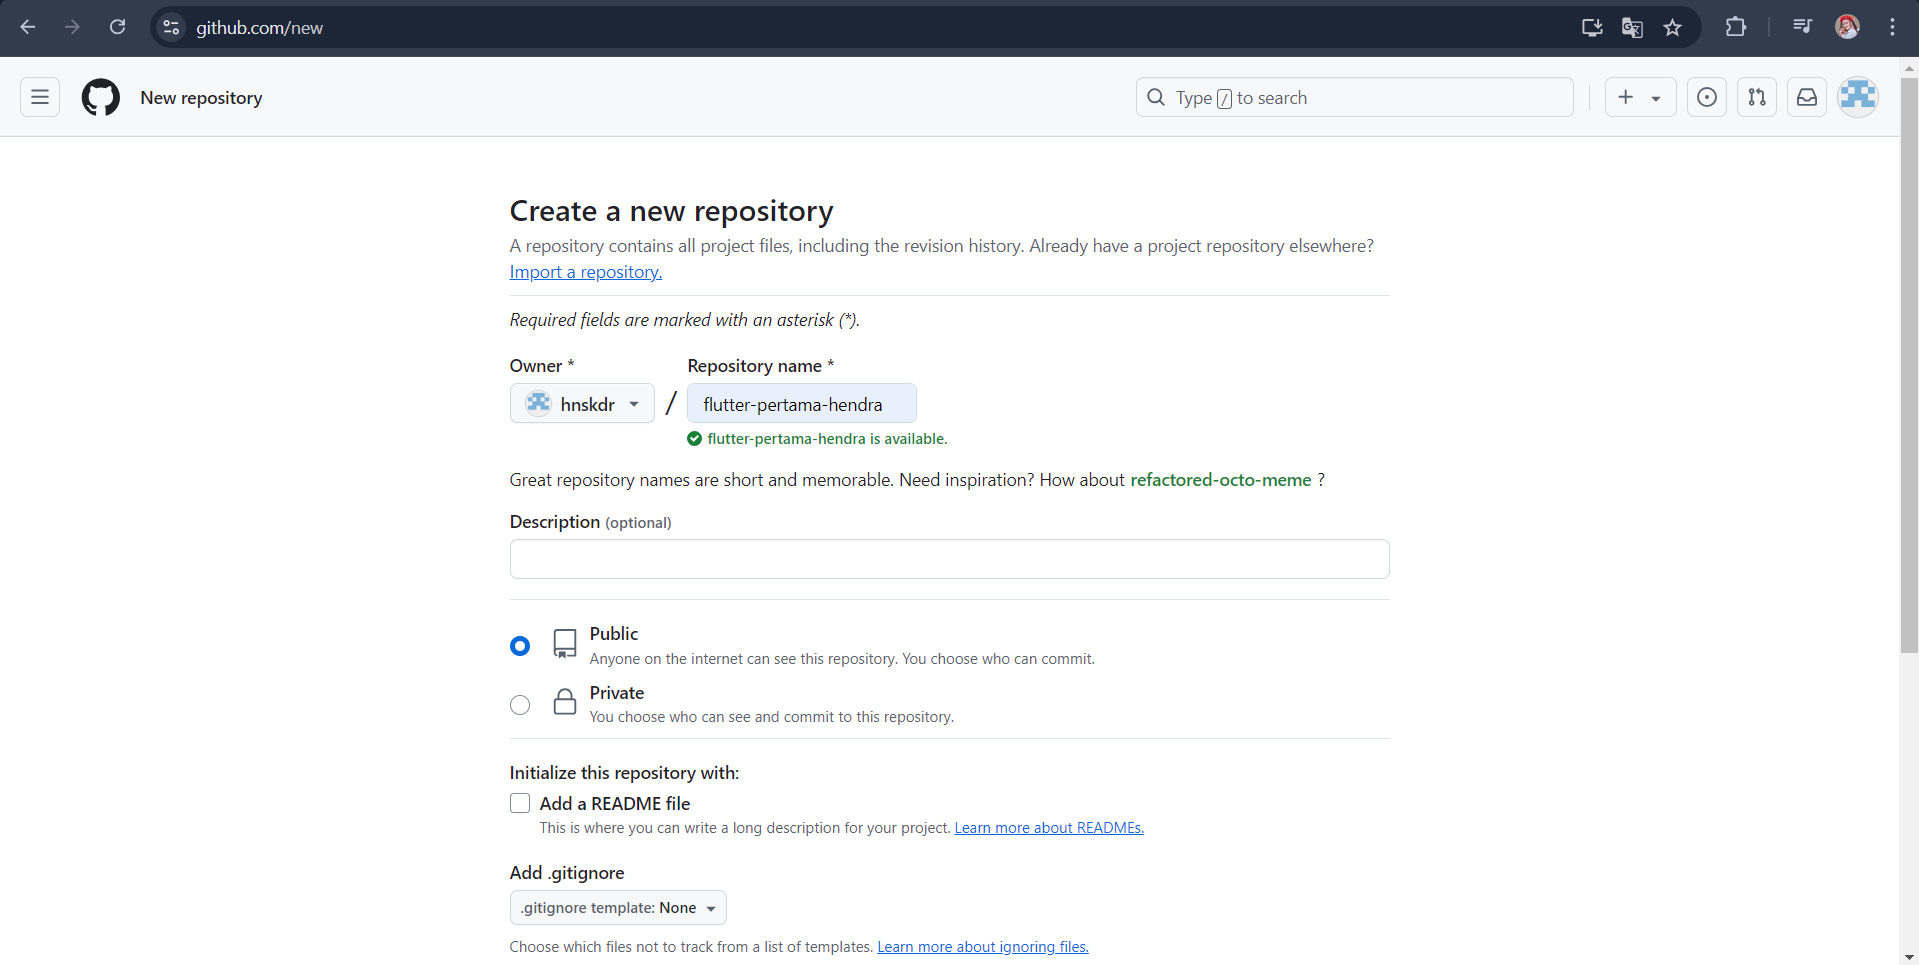 github.com/new
New repository
Type / to search
Create a new repository
A repository contains all project files, including the revision history. Already have a project repository elsewhere?
Import a repository.
Required fields are marked with an asterisk (*).
Owner * Repository name *
hnskdr / flutter-pertama-hendra
flutter-pertama-hendra is available.
Great repository names are short and memorable. Need inspiration? How about refactored-octo-meme ?
Description (optional)
Public
Anyone on the internet can see this repository. You choose who can commit.
Private
You choose who can see and commit to this repository.
Initialize this repository with:
Add a README file
This is where you can write a long description for your project. Learn more about READMEs.
Add .gitignore
.gitignore template: None
Choose which files not to track from a list of templates. Learn more about ignoring files.